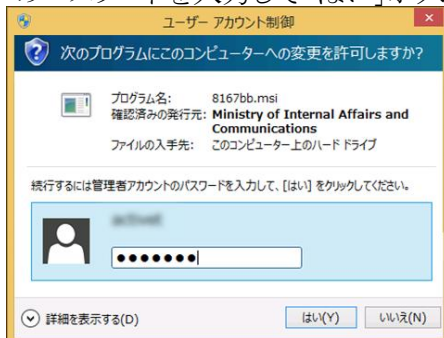 ユーザー アカウント制御
次のプログラムにこのコンピューターへの変更を許可しますか?
プログラム名: 8167bb.msi
確認済みの発行元: Ministry of Internal Affairs and
Communications
ファイルの入手先: このコンピューター上のハード ドライブ
続行するには管理者アカウントのパスワードを入力して、[はい] をクリックしてください。
●●●●●●●
詳細を表示する(D)
はい(Y)
いいえ(N)